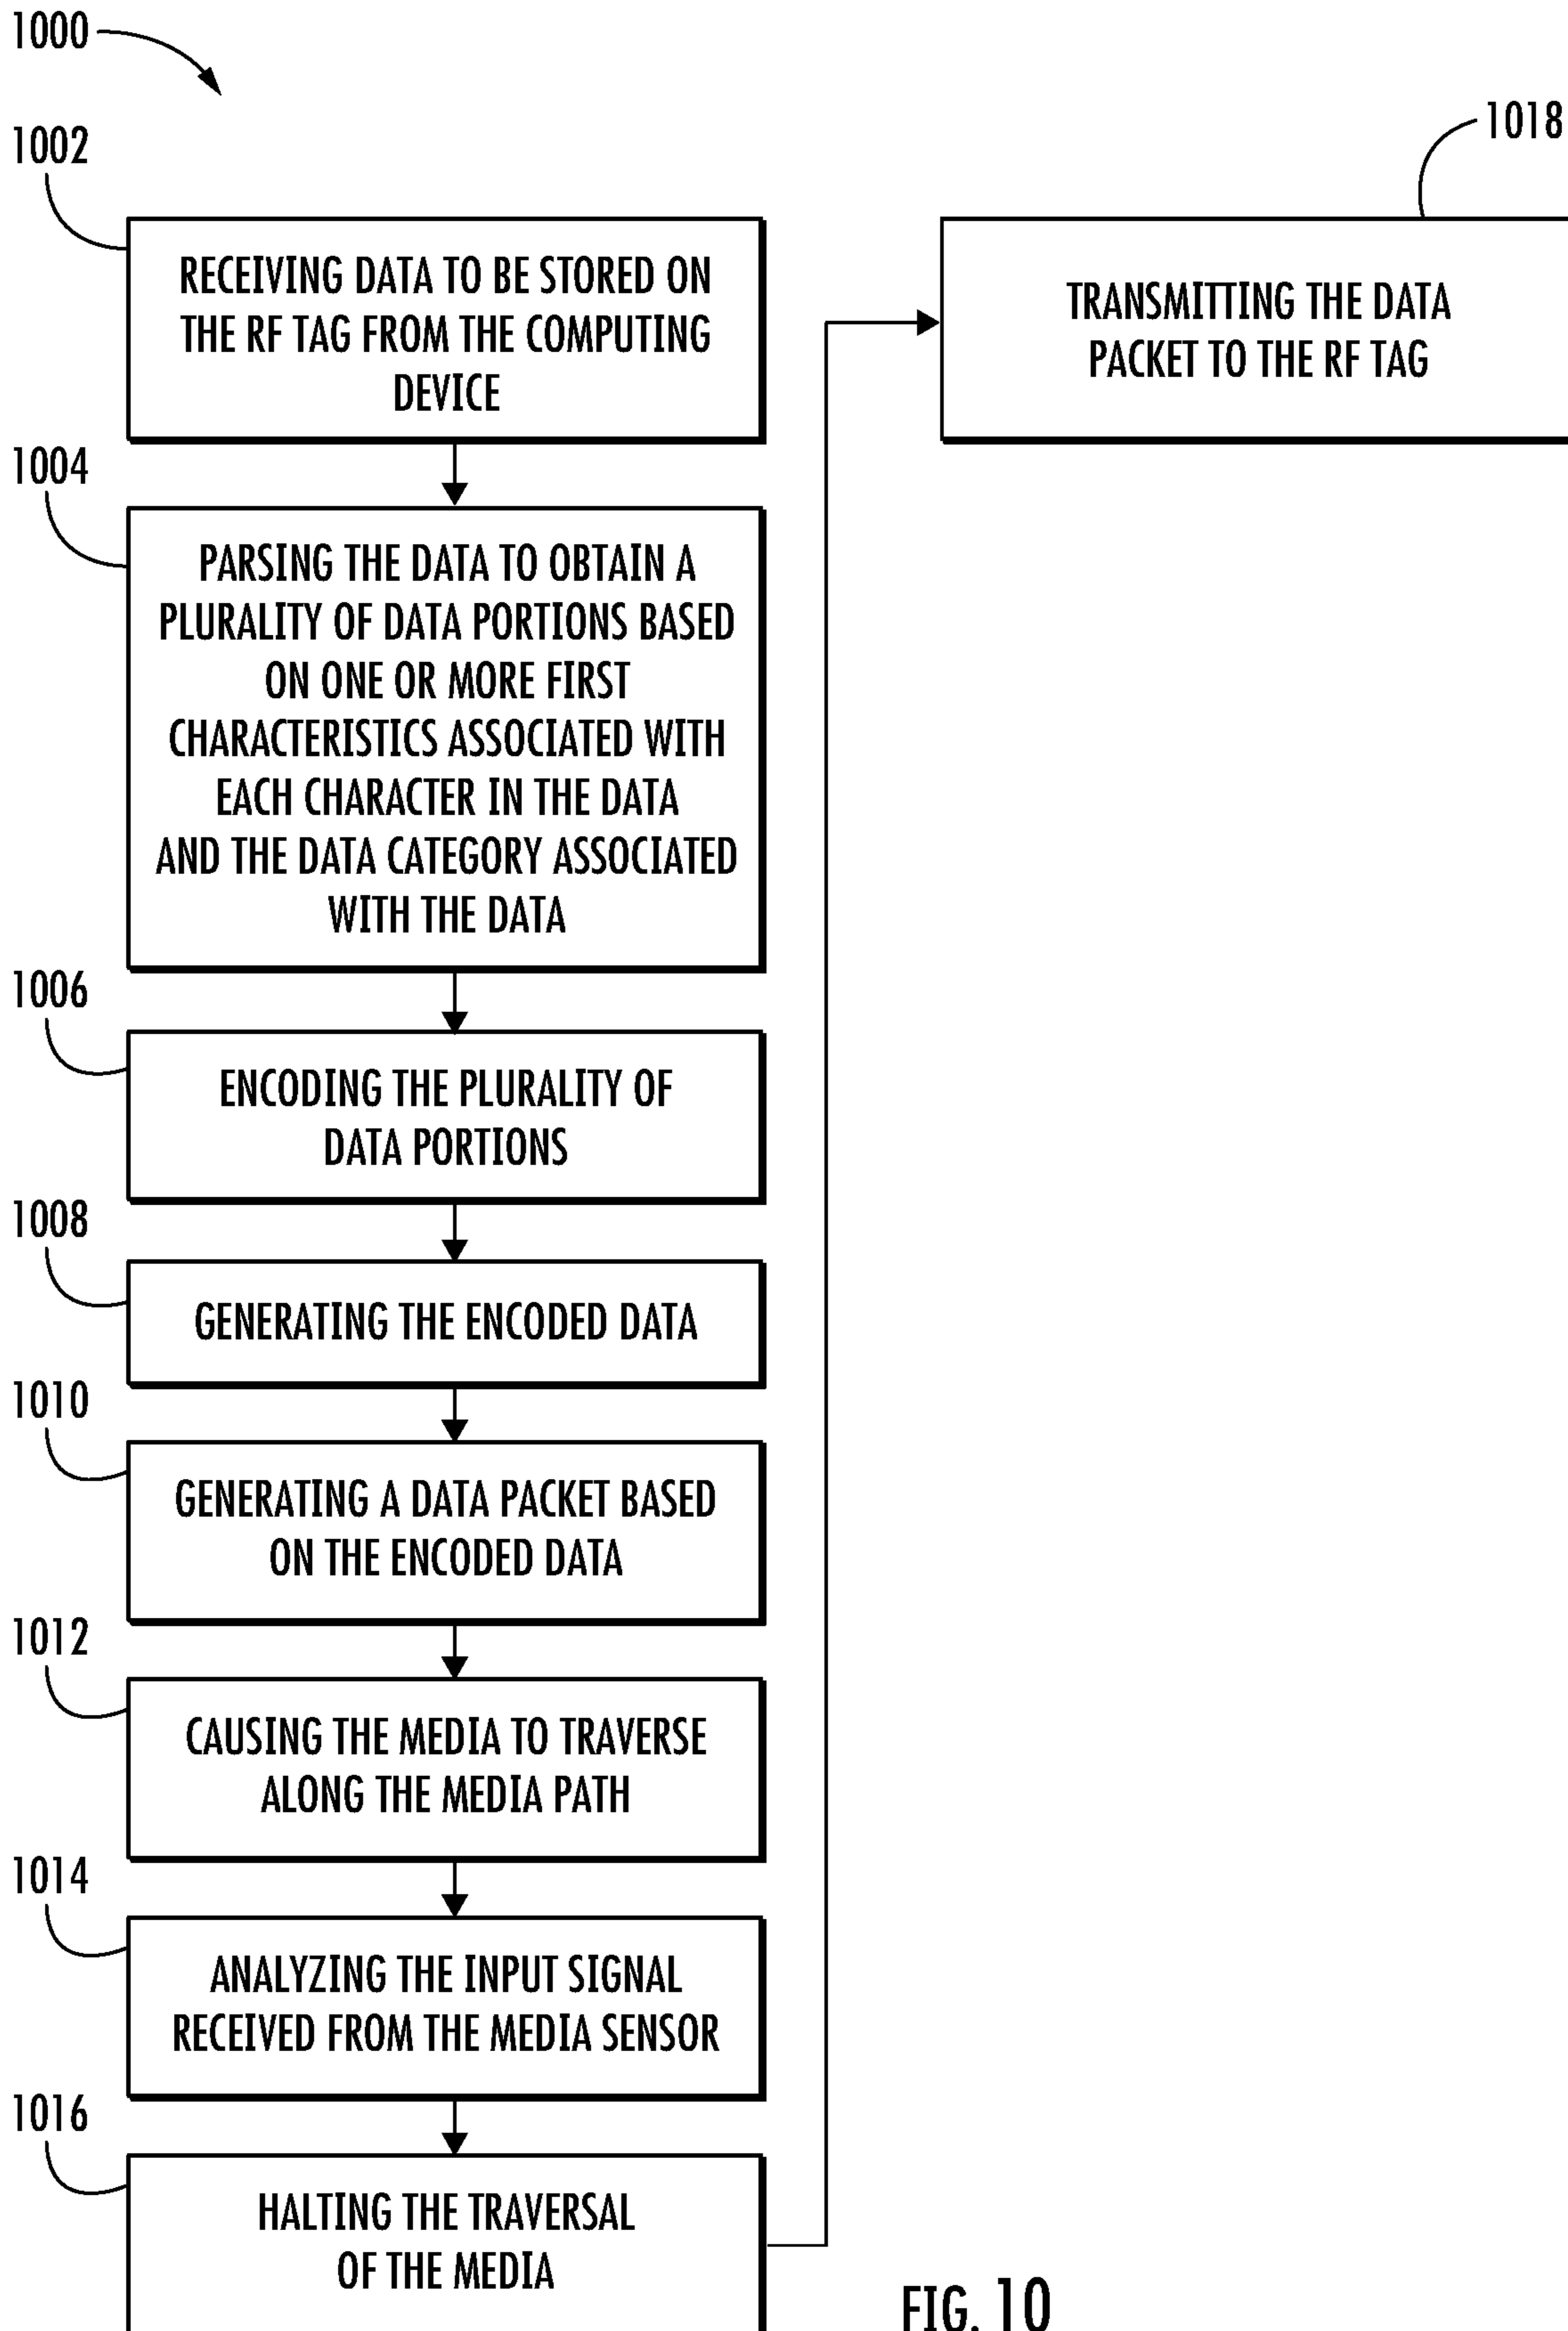 1000
1002
RECEIVING DATA TO BE STORED ON
THE RF TAG FROM THE COMPUTING
DEVICE
1004
PARSING THE DATA TO OBTAIN A
PLURALITY OF DATA PORTIONS BASED
ON ONE OR MORE FIRST
CHARACTERISTICS ASSOCIATED WITH
EACH CHARACTER IN THE DATA
AND THE DATA CATEGORY ASSOCIATED
WITH THE DATA
1006
ENCODING THE PLURALITY OF
DATA PORTIONS
1008
GENERATING THE ENCODED DATA
1010
GENERATING A DATA PACKET BASED
ON THE ENCODED DATA
1012
CAUSING THE MEDIA TO TRAVERSE
ALONG THE MEDIA PATH
1014
ANALYZING THE INPUT SIGNAL
RECEIVED FROM THE MEDIA SENSOR
1016
HALTING THE TRAVERSAL
OF THE MEDIA
1018
TRANSMITTING THE DATA
PACKET TO THE RF TAG
FIG. 10